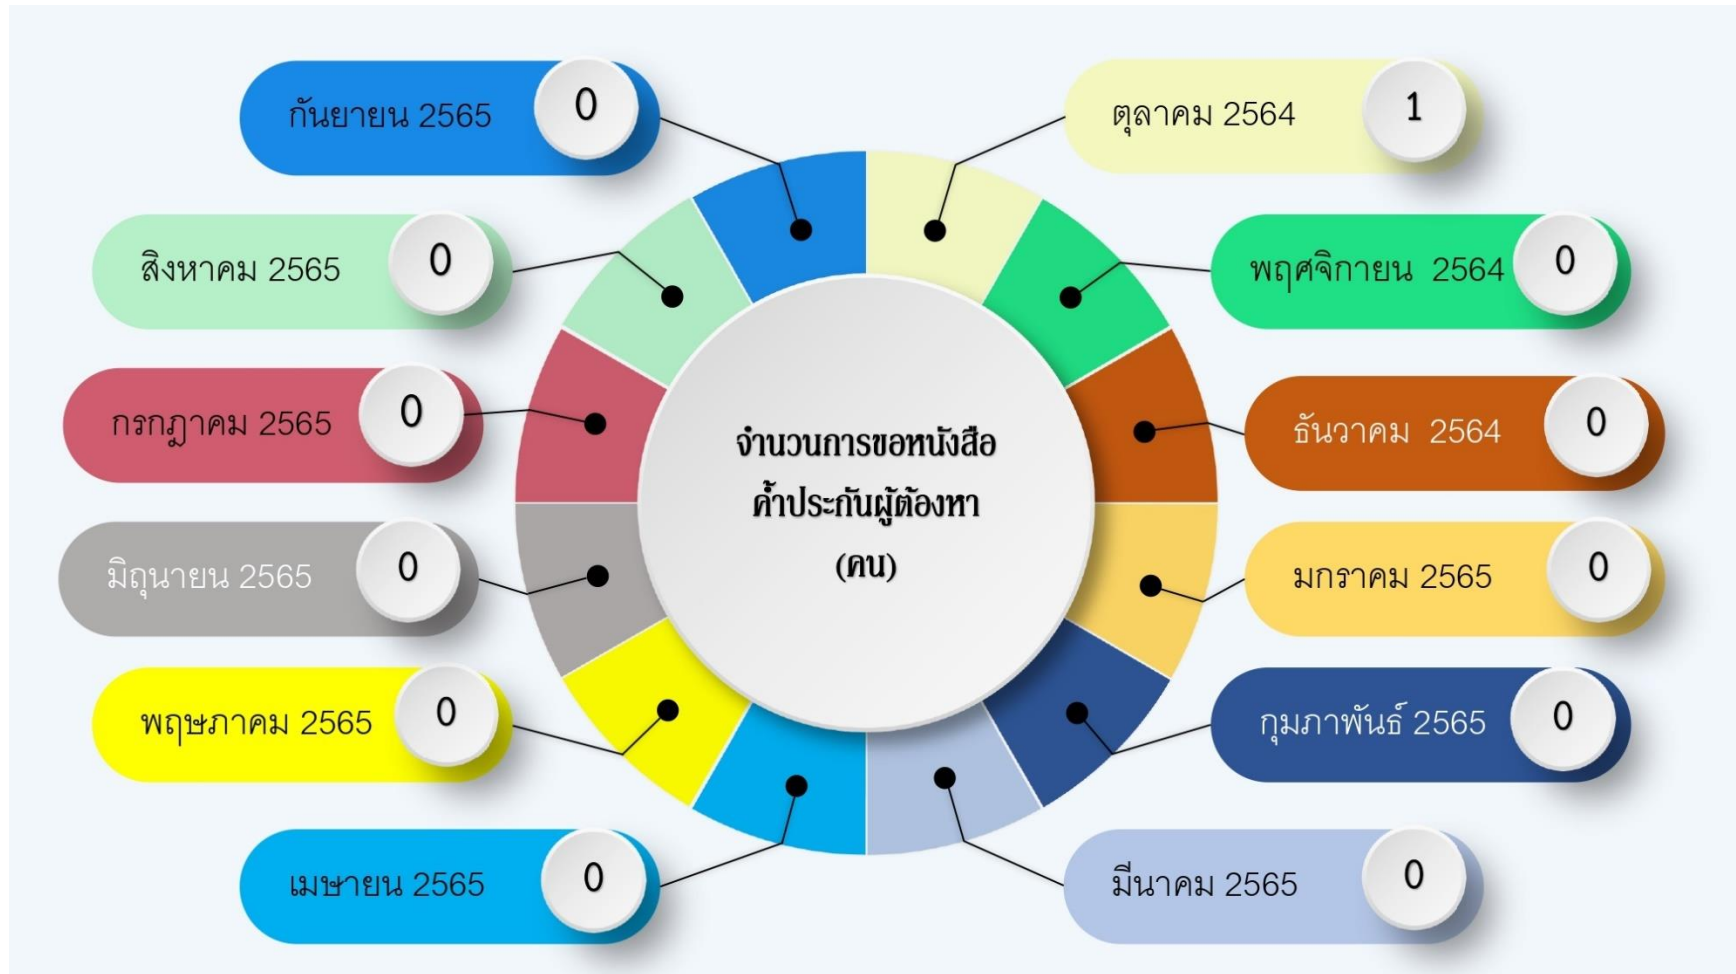 กันยายน 2565 0
ตุลาคม 2564 1
สิงหาคม 2565 0
พฤศจิกายน 2564 0
กรกฎาคม 2565 0
ธันวาคม 2564 0
จำนวนการขอหนังสือ
ค้ำประกันผู้ต้องหา
(คน)
มิถุนายน 2565 0
มกราคม 2565 0
พฤษภาคม 2565 0
กุมภาพันธ์ 2565 0
เมษายน 2565 0
มีนาคม 2565 0